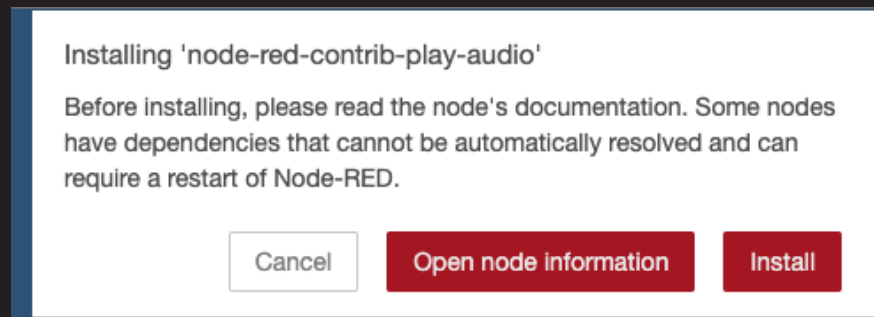 Installing 'node-red-contrib-play-audio'
Before installing, please read the node's documentation. Some nodes
have dependencies that cannot be automatically resolved and can
require a restart of Node-RED.
Cancel
Open node information
Install